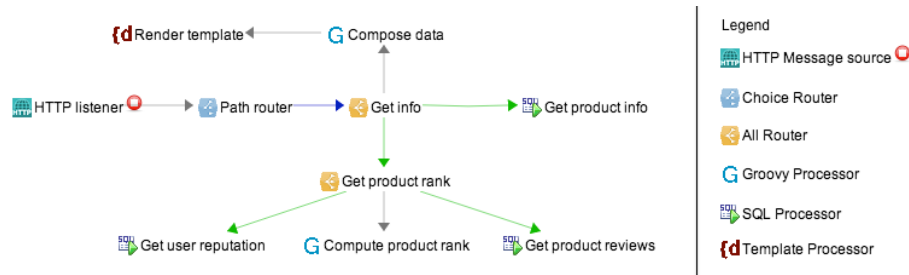 Render template
Compose data
HTTP listener
Path router
Get info
Get product info
Get product rank
Get user reputation
Compute product rank
Get product reviews
Legend
HTTP Message source
Choice Router
All Router
Groovy Processor
SQL Processor
Template Processor